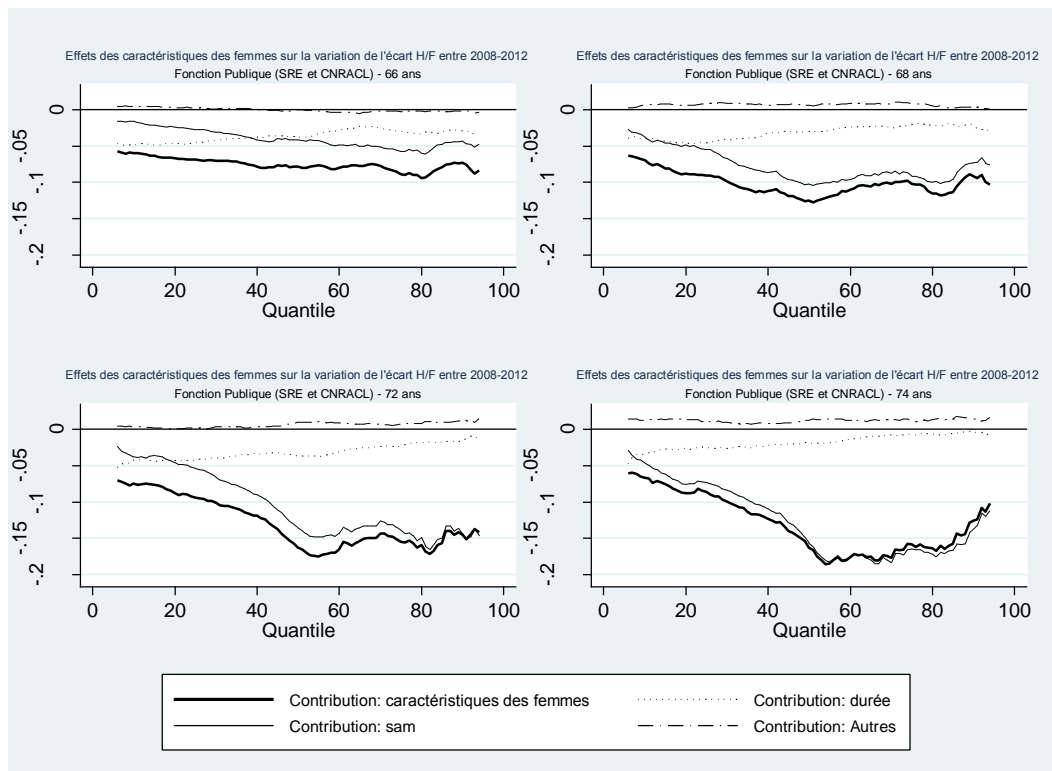 Effets des caractéristiques des femmes sur la variation de l'écart H/F entre 2008-2012
Fonction Publique (SRE et CNRACL) - 66 ans
0
-.05
-.1
-.15
-.2
0 20 40 60 80 100
Quantile
Effets des caractéristiques des femmes sur la variation de l'écart H/F entre 2008-2012
Fonction Publique (SRE et CNRACL) - 68 ans
0
-.05
-.1
-.15
-.2
0 20 40 60 80 100
Quantile
Effets des caractéristiques des femmes sur la variation de l'écart H/F entre 2008-2012
Fonction Publique (SRE et CNRACL) - 72 ans
0
-.05
-.1
-.15
-.2
0 20 40 60 80 100
Quantile
Effets des caractéristiques des femmes sur la variation de l'écart H/F entre 2008-2012
Fonction Publique (SRE et CNRACL) - 74 ans
0
-.05
-.1
-.15
-.2
0 20 40 60 80 100
Quantile
Contribution: caractéristiques des femmes
Contribution: durée
Contribution: sam
Contribution: Autres